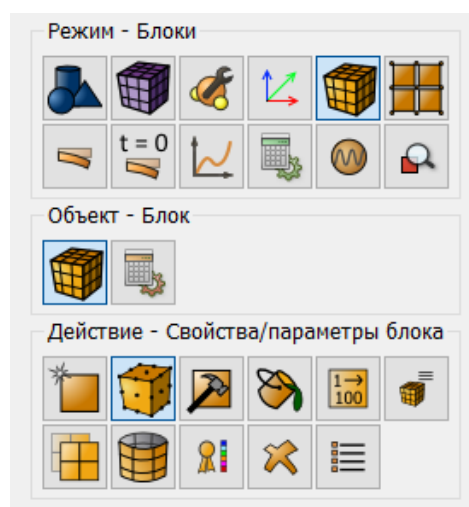 Режим - Блоки
t = 0
Объект - Блок
Действие - Свойства/параметры блока
1→
100